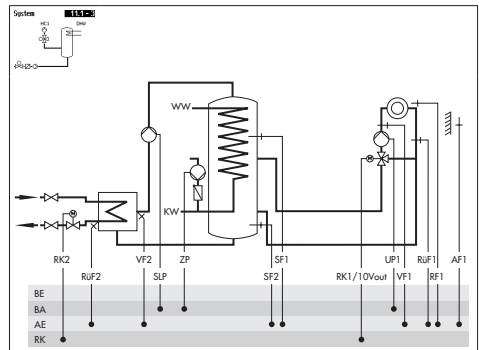 System 11.1-3
HC1 DHW
WW
KW
RK2 VF2 ZP SF1 UP1 RüF1 AF1
RüF2 SLP SF2 RK1/10Vout VF1 RF1
BE
BA
AE
RK